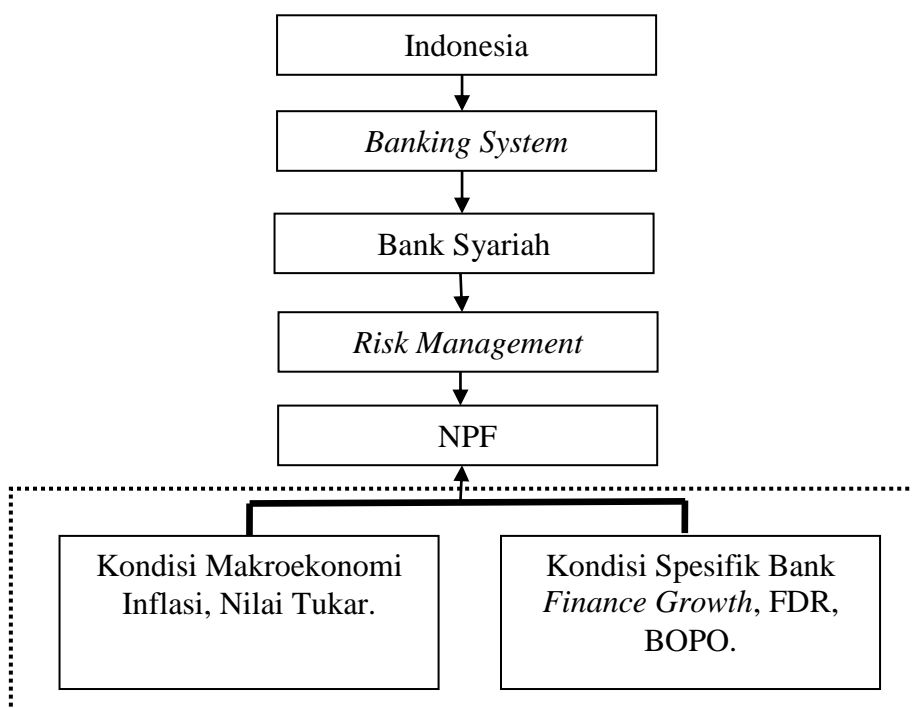 Indonesia
Banking System
Bank Syariah
Risk Management
NPF
Kondisi Makroekonomi
Inflasi, Nilai Tukar.
Kondisi Spesifik Bank
Finance Growth, FDR,
BOPO.